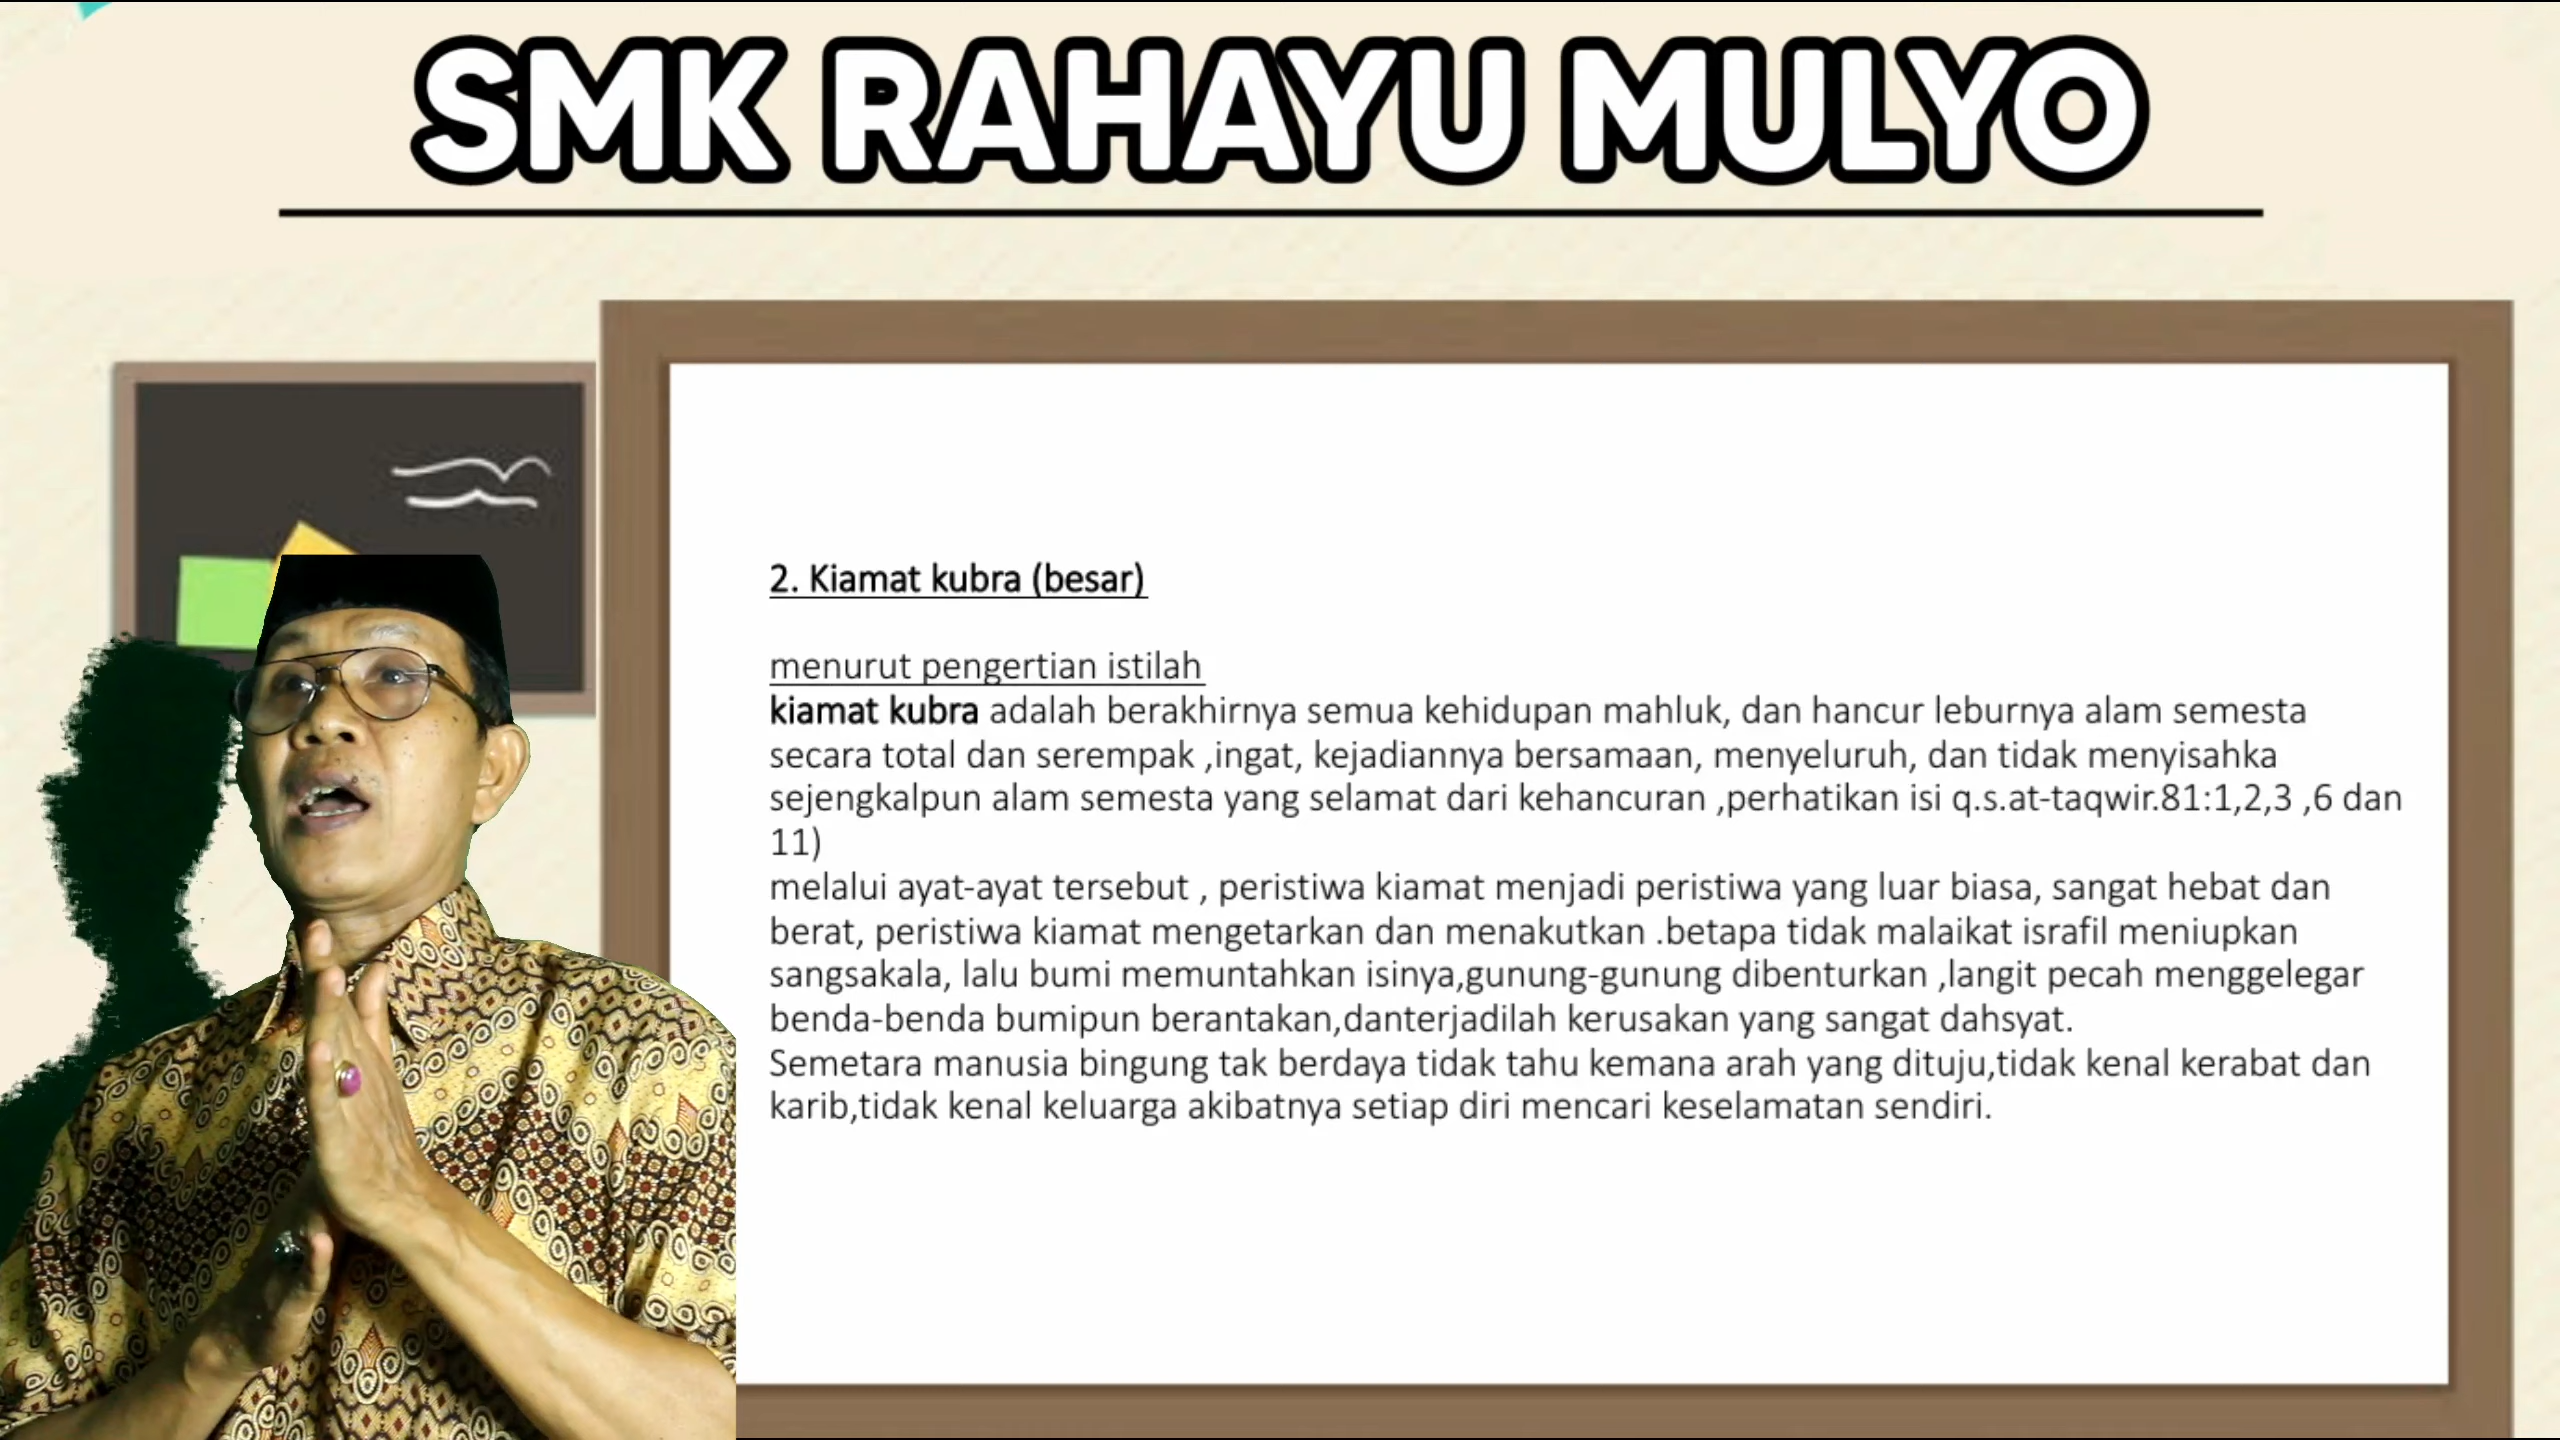 SMK RAHAYU MULYO
2. Kiamat kubra (besar)
menurut pengertian istilah
kiamat kubra adalah berakhirnya semua kehidupan mahluk, dan hancur leburnya alam semesta
secara total dan serempak ,ingat, kejadiannya bersamaan, menyeluruh, dan tidak menyisahka
sejengkalpun alam semesta yang selamat dari kehancuran ,perhatikan isi q.s.at-taqwir.81:1,2,3 ,6 dan
11)
melalui ayat-ayat tersebut , peristiwa kiamat menjadi peristiwa yang luar biasa, sangat hebat dan
berat, peristiwa kiamat mengetarkan dan menakutkan .betapa tidak malaikat israfil meniupkan
sangsakala, lalu bumi memuntahkan isinya,gunung-gunung dibenturkan ,langit pecah menggelegar
benda-benda bumipun berantakan,danterjadilah kerusakan yang sangat dahsyat.
Semetara manusia bingung tak berdaya tidak tahu kemana arah yang dituju,tidak kenal kerabat dan
karib,tidak kenal keluarga akibatnya setiap diri mencari keselamatan sendiri.